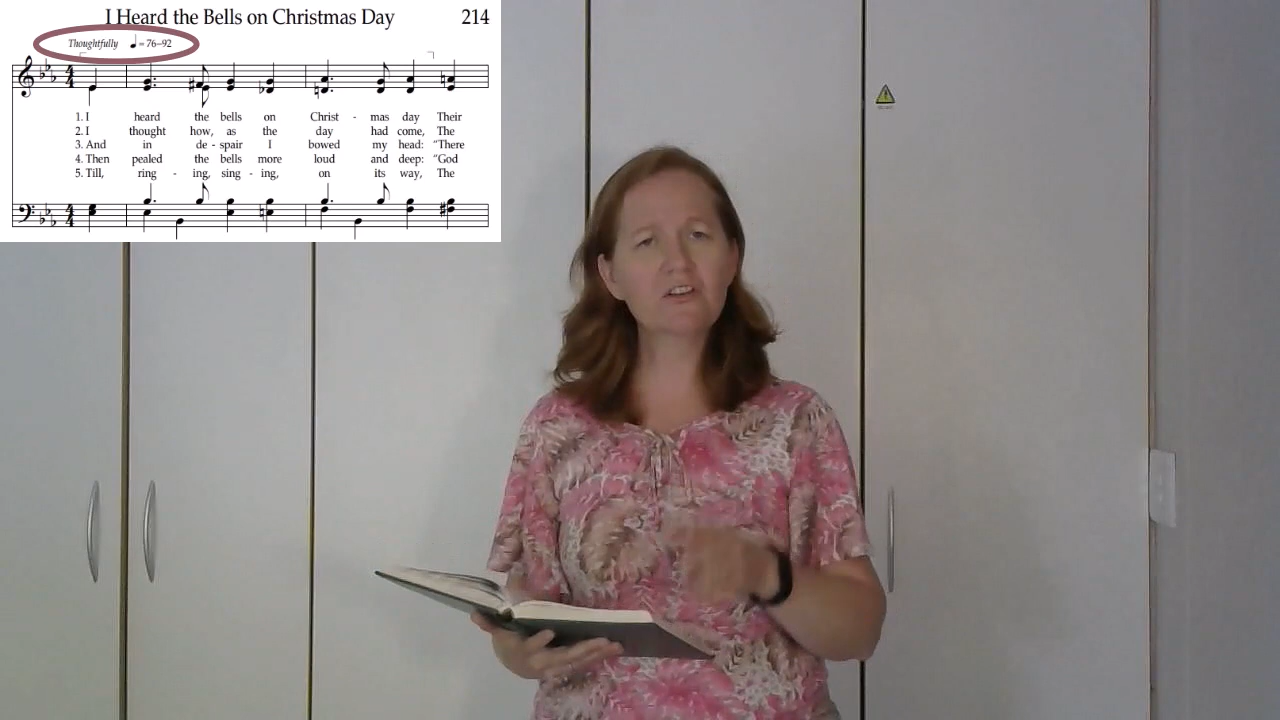 I Heard the Bells on Christmas Day 214
Thoughtfully ♩ = 76–92
1. I heard the bells on Christ - mas day Their
2. I thought how, as the day had come, The
3. And in de - spair I bowed my head: “There
4. Then pealed the bells more loud and deep: “God
5. Till, ring - ing, sing - ing, on its way, The